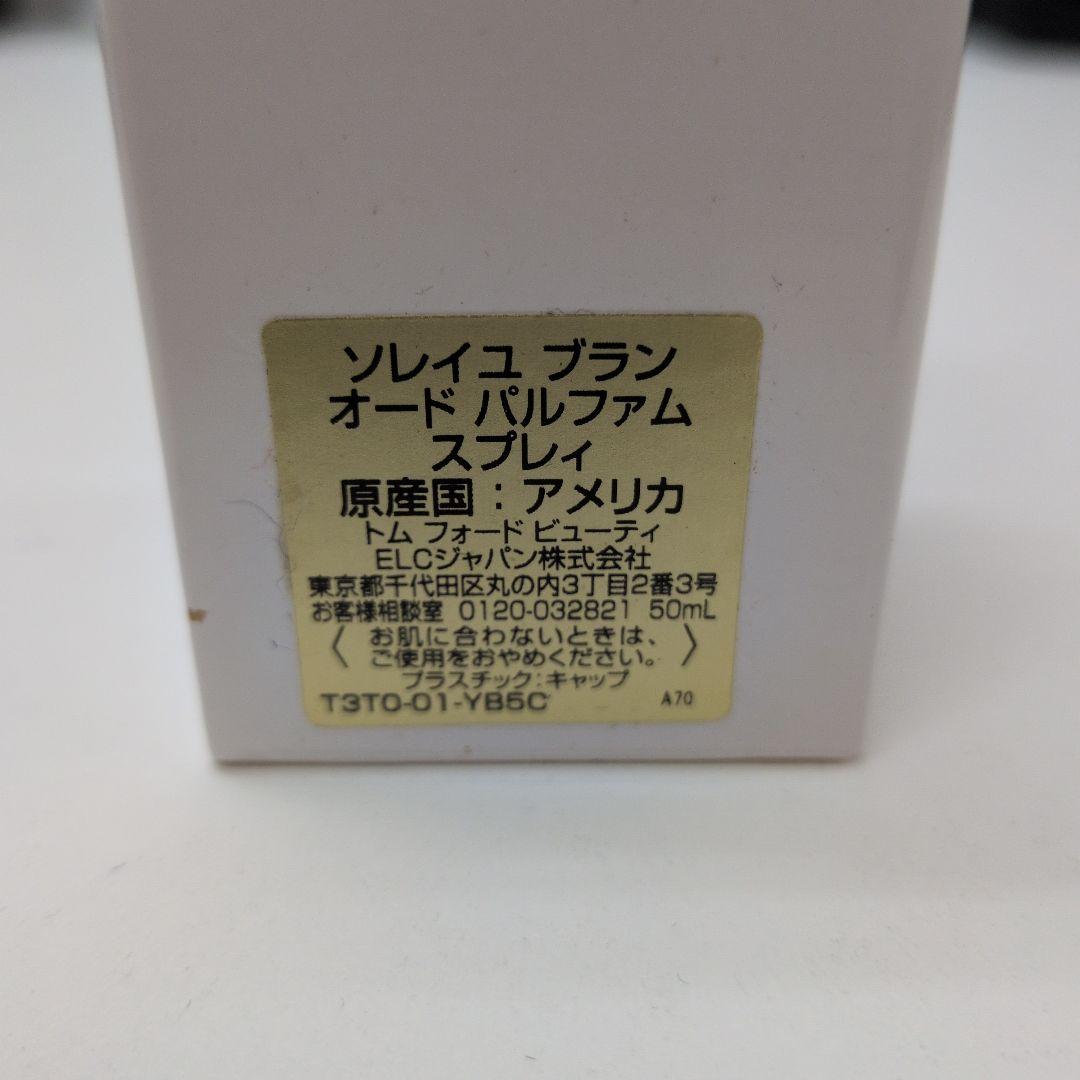 ソレイユ ブラン
オード パルファム
スプレィ
原産国：アメリカ
トム フォード ビューティ
ELCジャパン株式会社
東京都千代田区丸の内3丁目2番3号
お客様相談室 0120-032821 50mL
〈 お肌に合わないときは、
ご使用をおやめください。 〉
プラスチック：キャップ
T3T0-01-YB5C A70